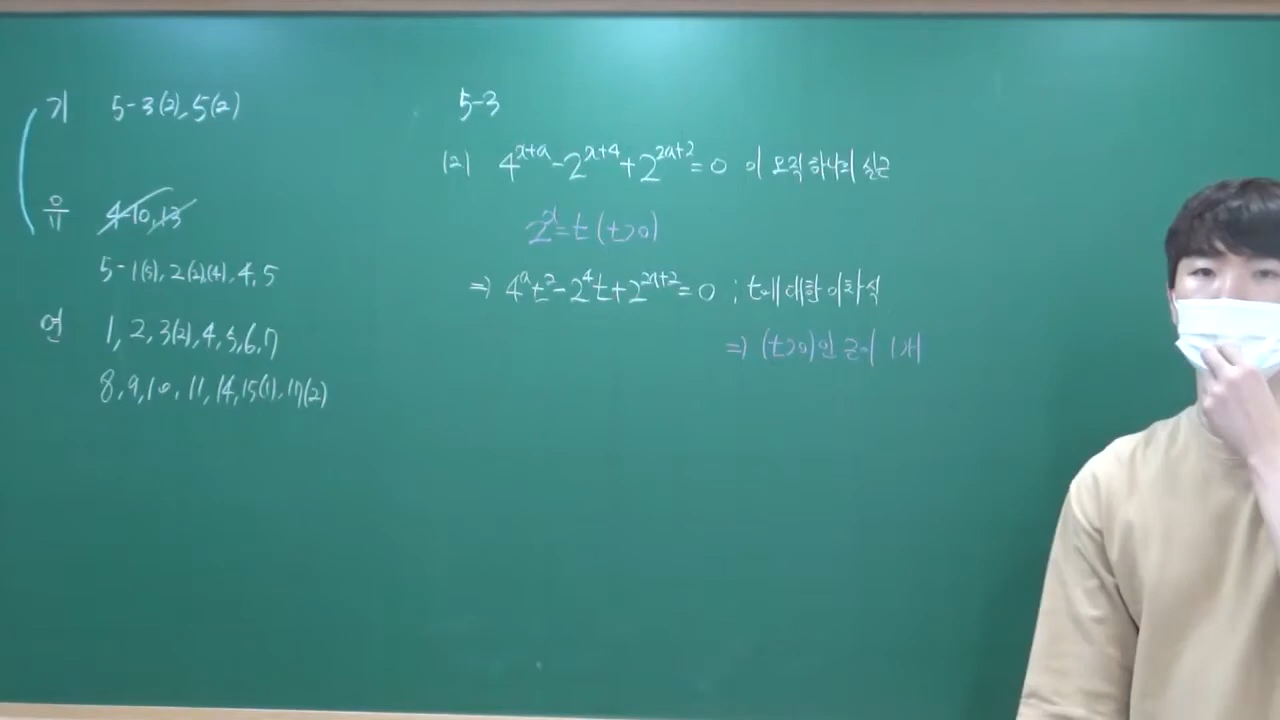 기 5-3(2), 5(2)
유 4-10, 13
5-1(5), 2(2),(4), 4, 5
연 1, 2, 3(2), 4, 5, 6, 7
8, 9, 10, 11, 14, 15(1), 17(2)
5-3
(2) 4^{x+a} - 2^{x+4} + 2^{2a+2} = 0 이 오직 하나의 실근
2^x = t (t>0)
⇒ 4^a t^2 - 2^4 t + 2^{2a+2} = 0 ; t에 대한 이차식
⇒ (t>0)인 근이 1개